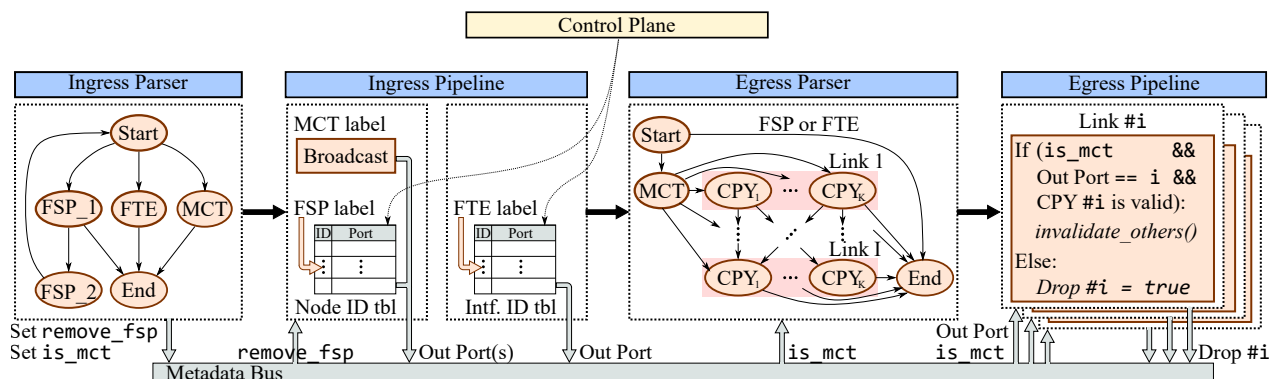 Control Plane
Ingress Parser
Ingress Pipeline
Egress Parser
Egress Pipeline
Start
FSP_1
FTE
MCT
FSP_2
End
Set remove_fsp
Set is_mct
MCT label
Broadcast
FSP label
ID Port
⋮ ⋮
Node ID tbl
FTE label
ID Port
⋮ ⋮
Intf. ID tbl
remove_fsp
Out Port(s)
Out Port
Start
FSP or FTE
Link 1
MCT
CPY₁ ... CPY_K
Link I
CPY₁ ... CPY_K
End
is_mct
Link #i
If (is_mct &&
Out Port == i &&
CPY #i is valid):
invalidate_others()
Else:
Drop #i = true
Out Port
is_mct
Drop #i
Metadata Bus